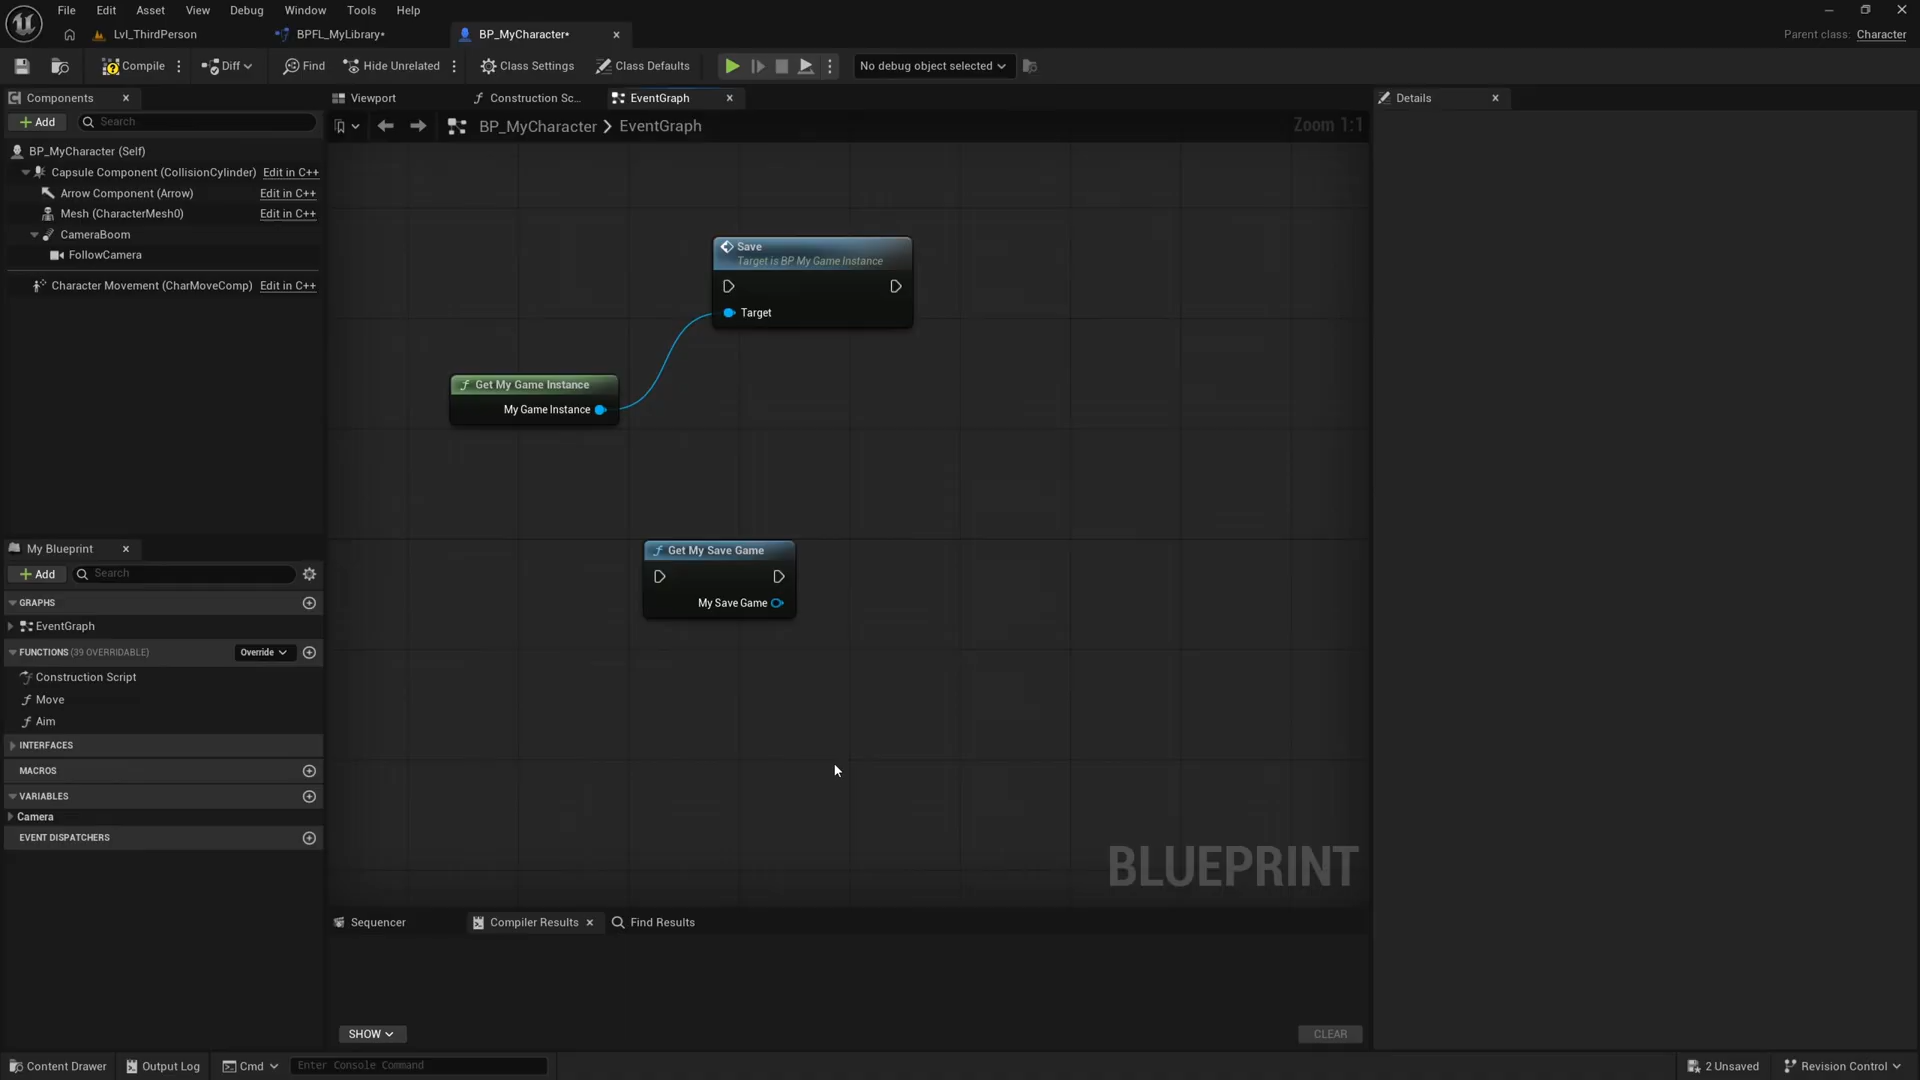 File Edit Asset View Debug Window Tools Help
Lvl_ThirdPerson BPFL_MyLibrary• BP_MyCharacter• Parent class: Character
Compile Diff Find Hide Unrelated Class Settings Class Defaults No debug object selected
Components Viewport Construction Sc... EventGraph Details
Add Search BP_MyCharacter EventGraph Zoom 1:1
BP_MyCharacter (Self)
Capsule Component (CollisionCylinder) Edit in C++
Arrow Component (Arrow) Edit in C++
Mesh (CharacterMesh0) Edit in C++
CameraBoom
FollowCamera
Character Movement (CharMoveComp) Edit in C++
Save
Target is BP My Game Instance
Target
Get My Game Instance
My Game Instance
Get My Save Game
My Save Game
My Blueprint
Add Search
GRAPHS
EventGraph
FUNCTIONS (39 OVERRIDABLE) Override
Construction Script
Move
Aim
INTERFACES
MACROS
VARIABLES
Camera
EVENT DISPATCHERS
BLUEPRINT
Sequencer Compiler Results Find Results
SHOW CLEAR
Content Drawer Output Log Cmd Enter Console Command 2 Unsaved Revision Control